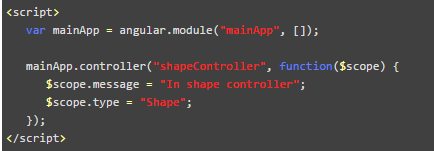 <script>
var mainApp = angular.module("mainApp", []);
mainApp.controller("shapeController", function($scope) {
$scope.message = "In shape controller";
$scope.type = "Shape";
});
</script>